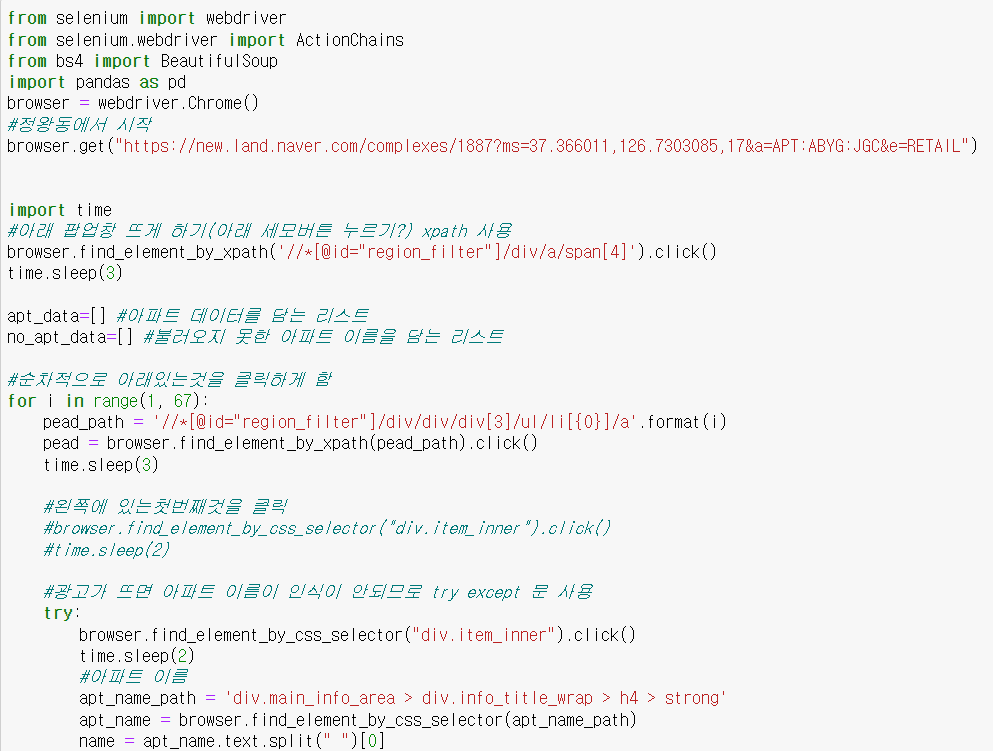 from selenium import webdriver
from selenium.webdriver import ActionChains
from bs4 import BeautifulSoup
import pandas as pd
browser = webdriver.Chrome()
#정왕동에서 시작
browser.get("https://new.land.naver.com/complexes/1887?ms=37.366011,126.7303085,17&a=APT:ABYG:JGC&e=RETAIL")
import time
#아래 팝업창 뜨게 하기(아래 세모버튼 누르기?) xpath 사용
browser.find_element_by_xpath('//*[@id="region_filter"]/div/a/span[4]').click()
time.sleep(3)
apt_data=[] #아파트 데이터를 담는 리스트
no_apt_data=[] #불러오지 못한 아파트 이름을 담는 리스트
#순차적으로 아래있는것을 클릭하게 함
for i in range(1, 67):
    pead_path = '//*[@id="region_filter"]/div/div/div[3]/ul/li[{0}]/a'.format(i)
    pead = browser.find_element_by_xpath(pead_path).click()
    time.sleep(3)
    #왼쪽에 있는첫번째것을 클릭
    #browser.find_element_by_css_selector("div.item_inner").click()
    #time.sleep(2)
    #광고가 뜨면 아파트 이름이 인식이 안되므로 try except 문 사용
    try:
        browser.find_element_by_css_selector("div.item_inner").click()
        time.sleep(2)
        #아파트 이름
        apt_name_path = 'div.main_info_area > div.info_title_wrap > h4 > strong'
        apt_name = browser.find_element_by_css_selector(apt_name_path)
        name = apt_name.text.split(" ")[0]